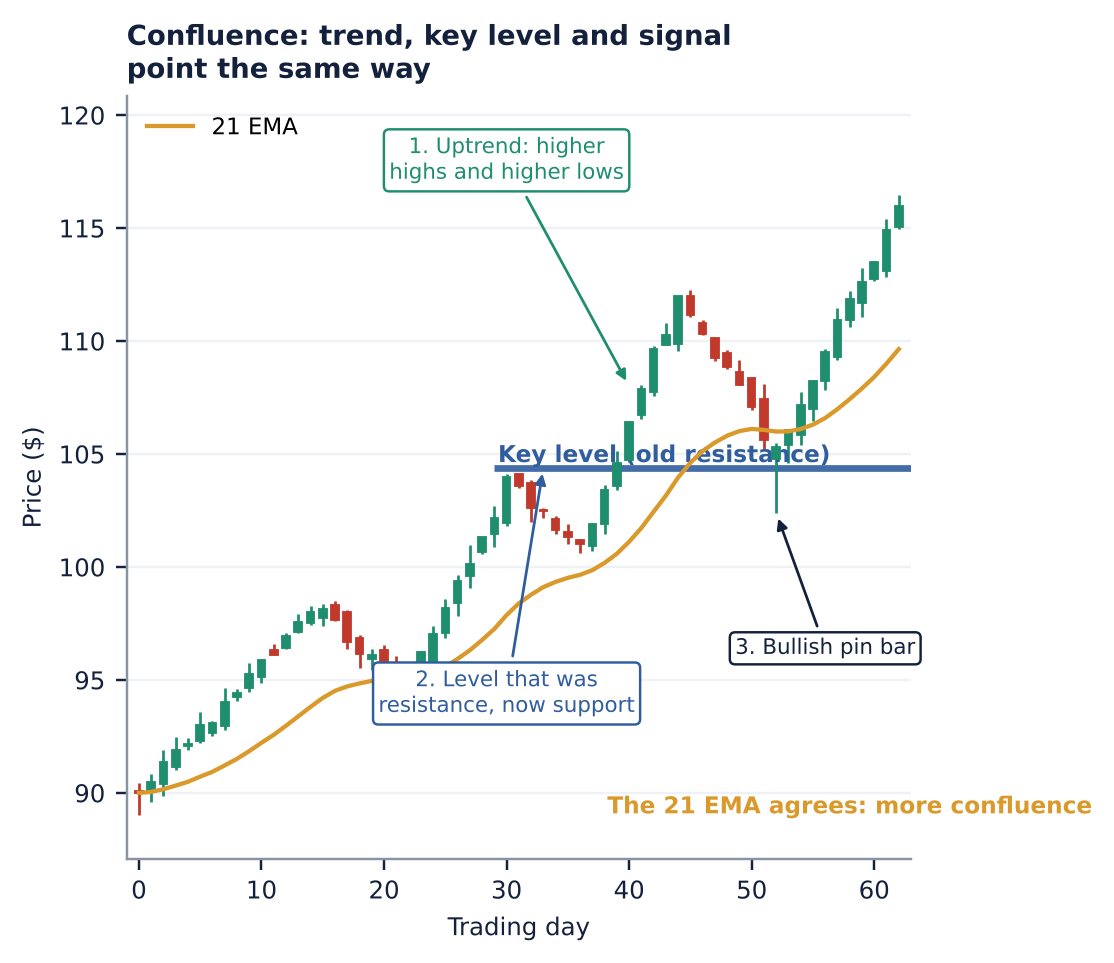 Confluence: trend, key level and signal
point the same way
120
115
110
105
100
95
90
Price ($)
21 EMA
1. Uptrend: higher
highs and higher lows
Key level (old resistance)
3. Bullish pin bar
2. Level that was
resistance, now support
The 21 EMA agrees: more confluence
0 10 20 30 40 50 60
Trading day